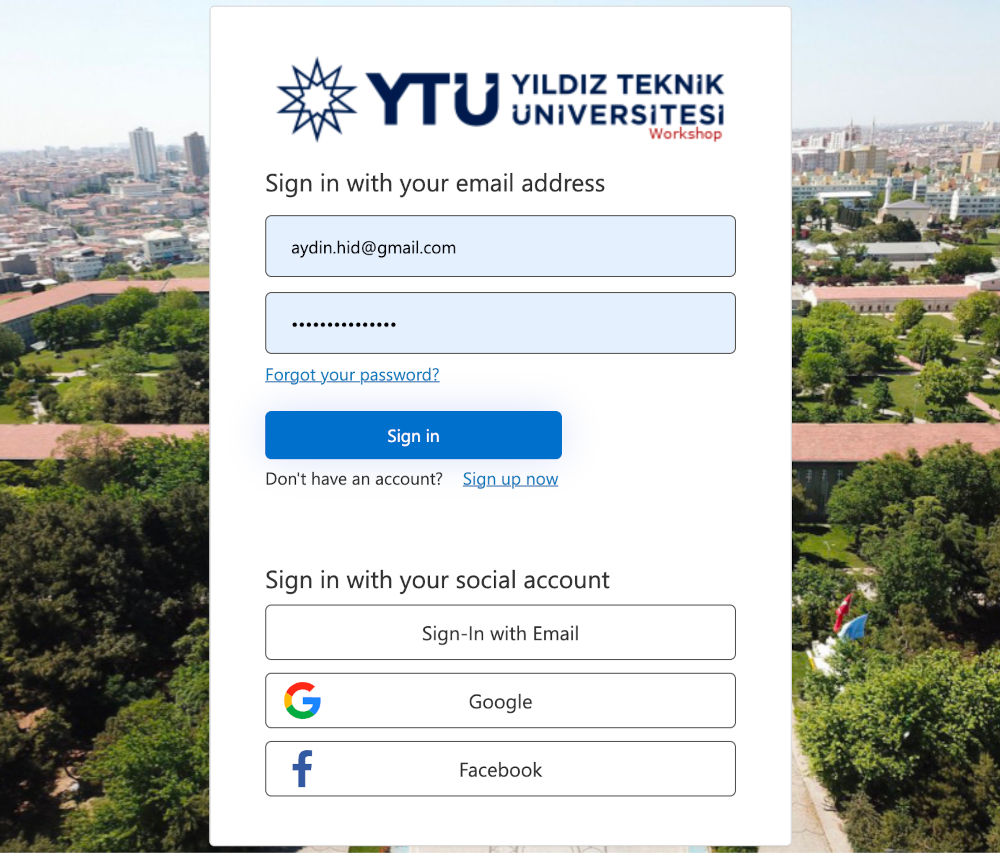 YTÜ YILDIZ TEKNİK
ÜNİVERSİTESİ
Workshop
Sign in with your email address
aydin.hid@gmail.com
•••••••••••••••
Forgot your password?
Sign in
Don't have an account? Sign up now
Sign in with your social account
Sign-In with Email
Google
Facebook